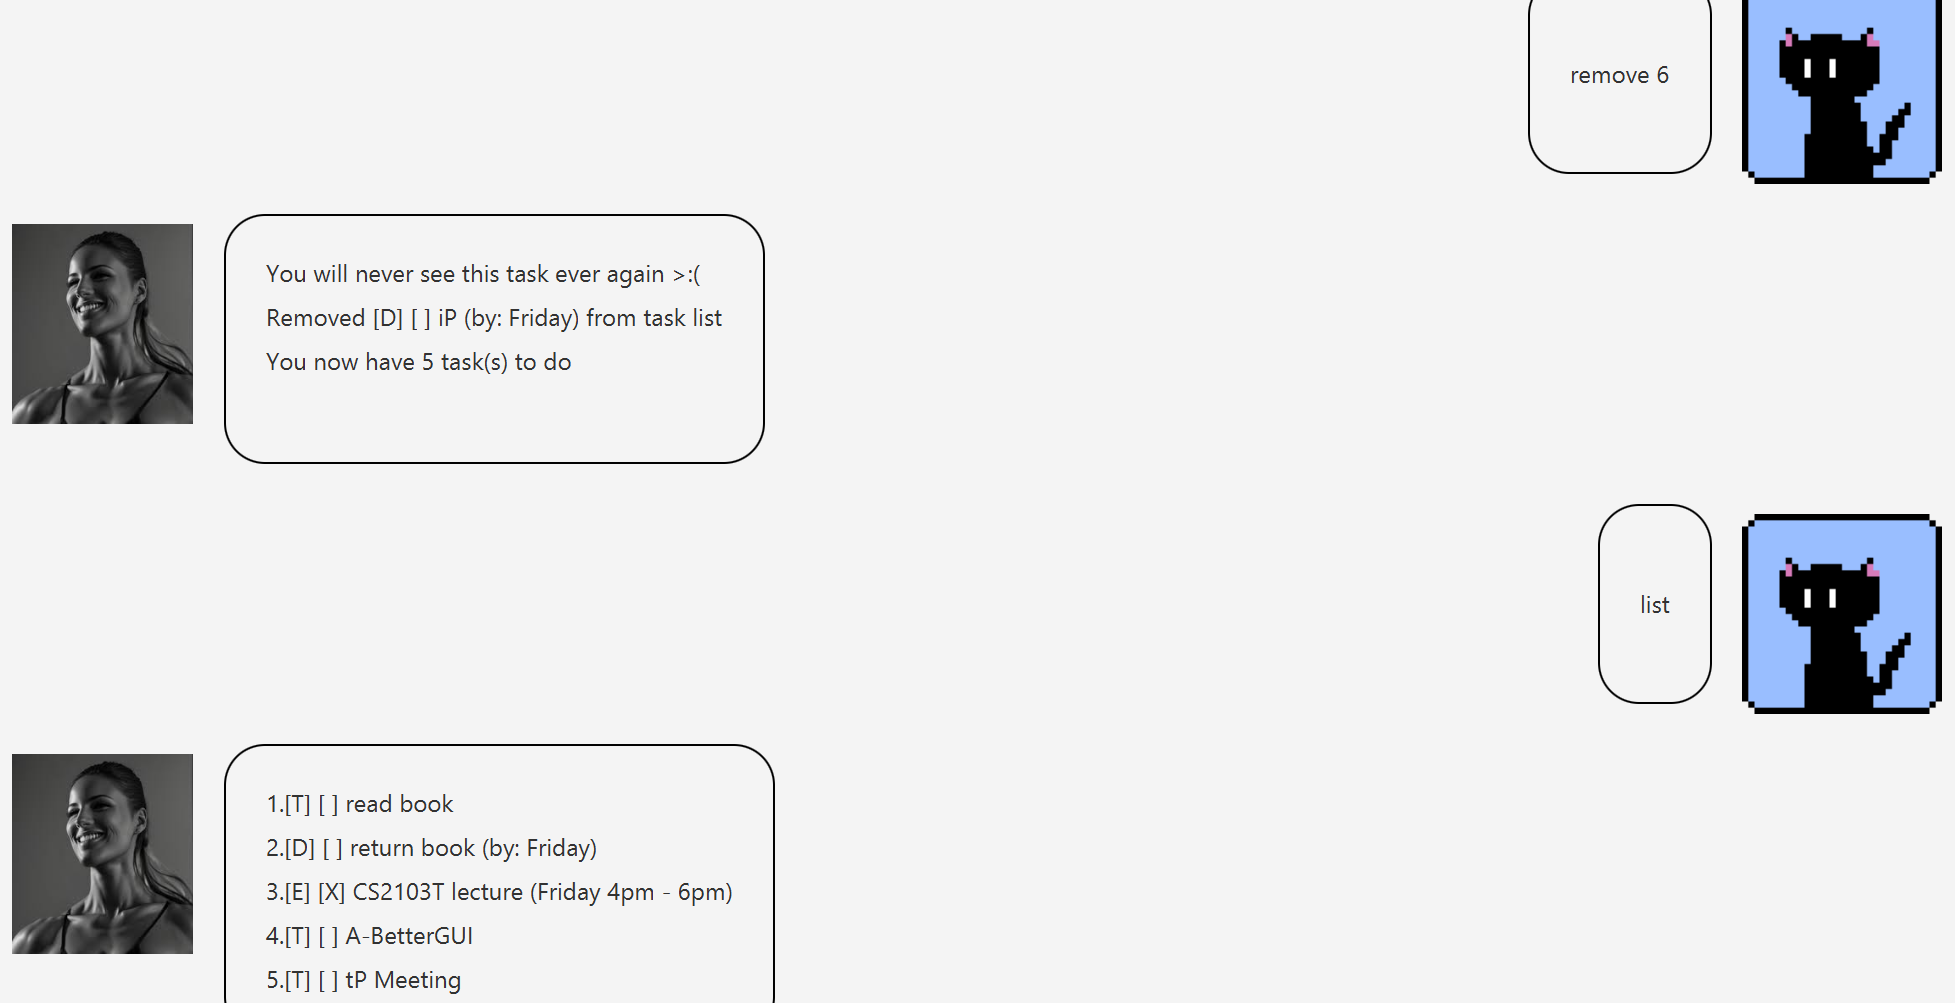 remove 6
You will never see this task ever again >:(
Removed [D] [ ] iP (by: Friday) from task list
You now have 5 task(s) to do
list
1.[T] [ ] read book
2.[D] [ ] return book (by: Friday)
3.[E] [X] CS2103T lecture (Friday 4pm - 6pm)
4.[T] [ ] A-BetterGUI
5.[T] [ ] tP Meeting